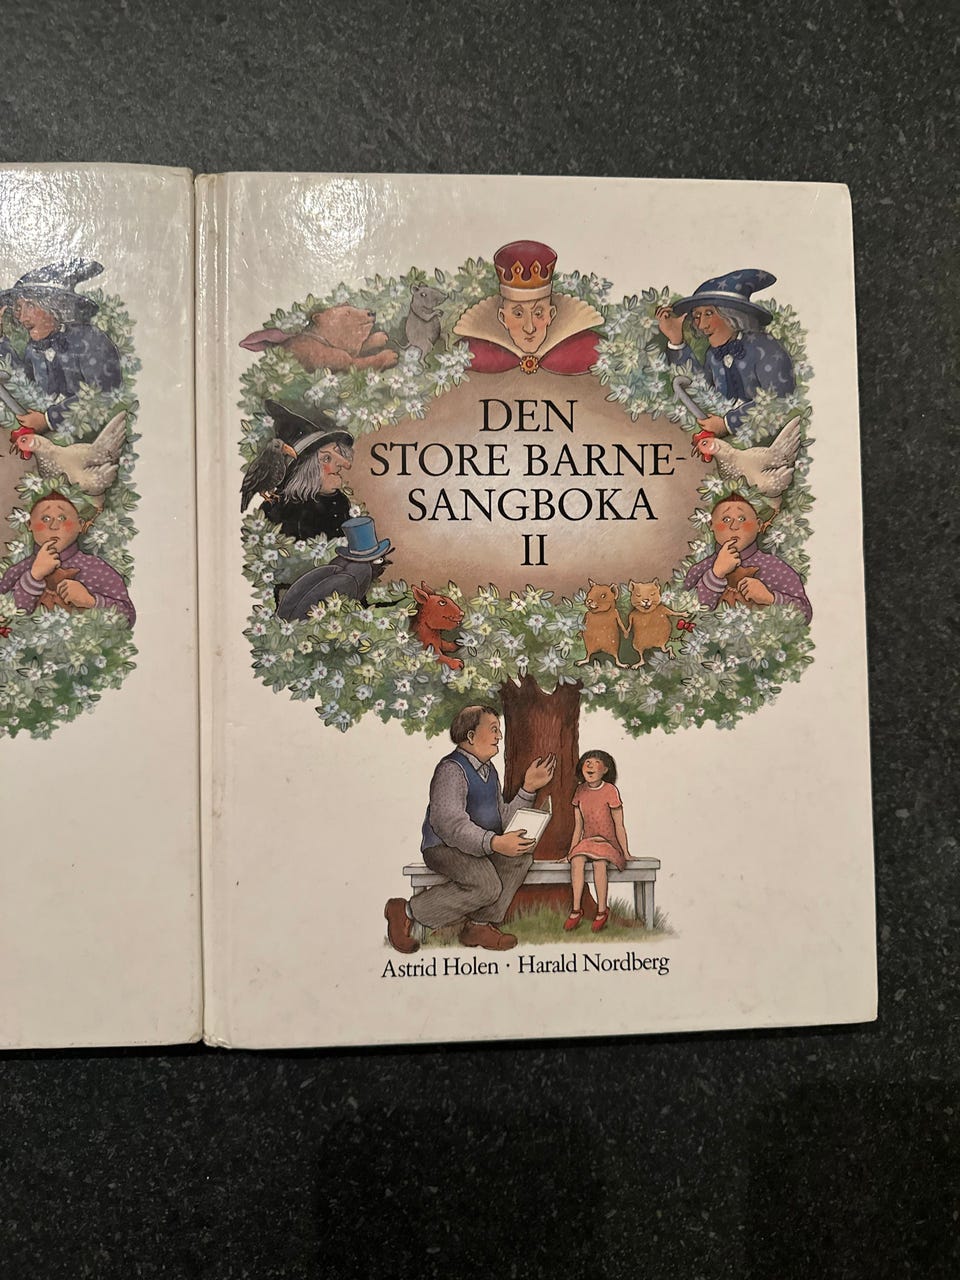 DEN
STORE BARNE-
SANGBOKA
II
Astrid Holen · Harald Nordberg